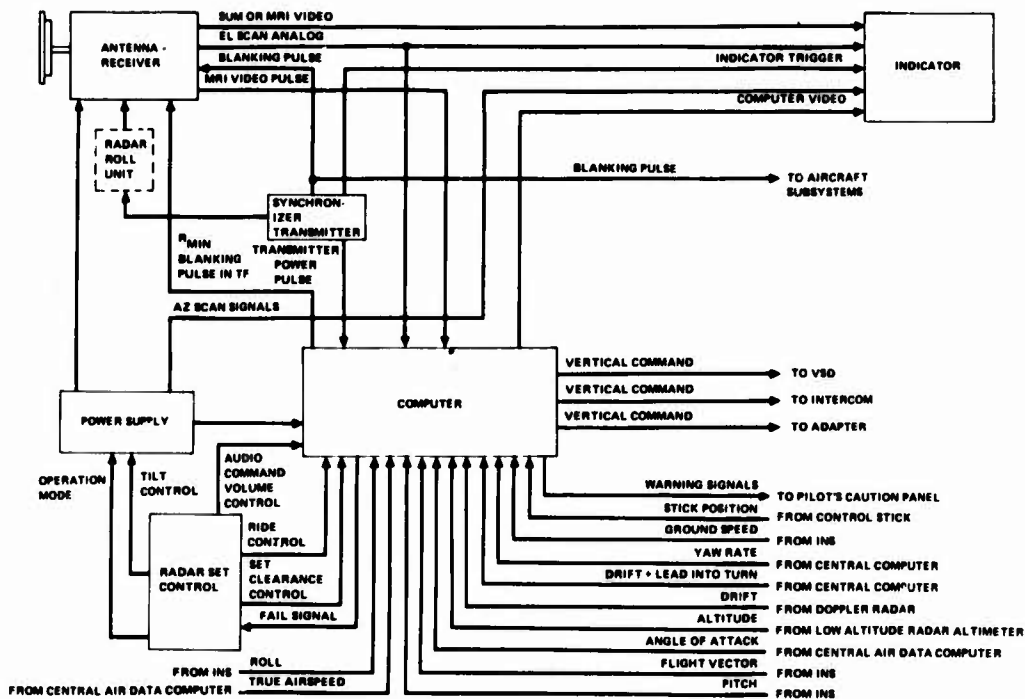 SUM OR MRI VIDEO
EL SCAN ANALOG
BLANKING PULSE
MRI VIDEO PULSE
ANTENNA -
RECEIVER
INDICATOR TRIGGER
COMPUTER VIDEO
INDICATOR
RADAR
ROLL
UNIT
BLANKING PULSE
TO AIRCRAFT
SUBSYSTEMS
SYNCHRON-
IZER
TRANSMITTER
TRANSMITTER
POWER
PULSE
RMIN
BLANKING
PULSE IN TF
AZ SCAN SIGNALS
COMPUTER
VERTICAL COMMAND
TO VSD
VERTICAL COMMAND
TO INTERCOM
VERTICAL COMMAND
TO ADAPTER
POWER SUPPLY
OPERATION
MODE
TILT
CONTROL
AUDIO
COMMAND
VOLUME
CONTROL
RIDE
CONTROL
SET
CLEARANCE
CONTROL
FAIL SIGNAL
RADAR SET
CONTROL
WARNING SIGNALS
TO PILOT'S CAUTION PANEL
STICK POSITION
FROM CONTROL STICK
GROUND SPEED
FROM INS
YAW RATE
FROM CENTRAL COMPUTER
DRIFT + LEAD INTO TURN
FROM CENTRAL COMPUTER
DRIFT
FROM DOPPLER RADAR
ALTITUDE
FROM LOW ALTITUDE RADAR ALTIMETER
ANGLE OF ATTACK
FROM CENTRAL AIR DATA COMPUTER
FLIGHT VECTOR
FROM INS
PITCH
FROM INS
ROLL
FROM INS
TRUE AIRSPEED
FROM CENTRAL AIR DATA COMPUTER